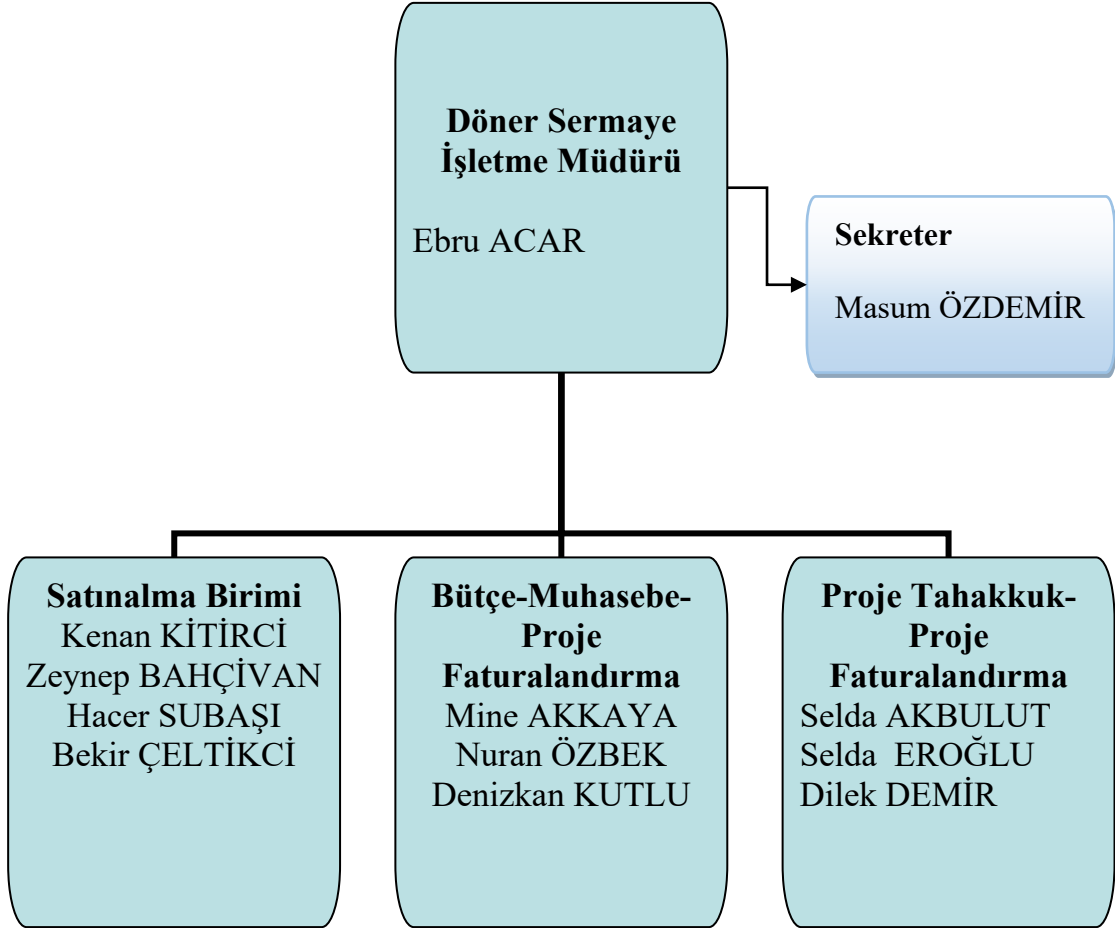 Döner Sermaye
İşletme Müdürü
Ebru ACAR
Sekreter
Masum ÖZDEMİR
Satınalma Birimi
Kenan KİTİRCİ
Zeynep BAHÇİVAN
Hacer SUBAŞI
Bekir ÇELTİKCİ
Bütçe-Muhasebe-
Proje
Faturalandırma
Mine AKKAYA
Nuran ÖZBEK
Denizkan KUTLU
Proje Tahakkuk-
Proje
Faturalandırma
Selda AKBULUT
Selda  EROĞLU
Dilek DEMİR